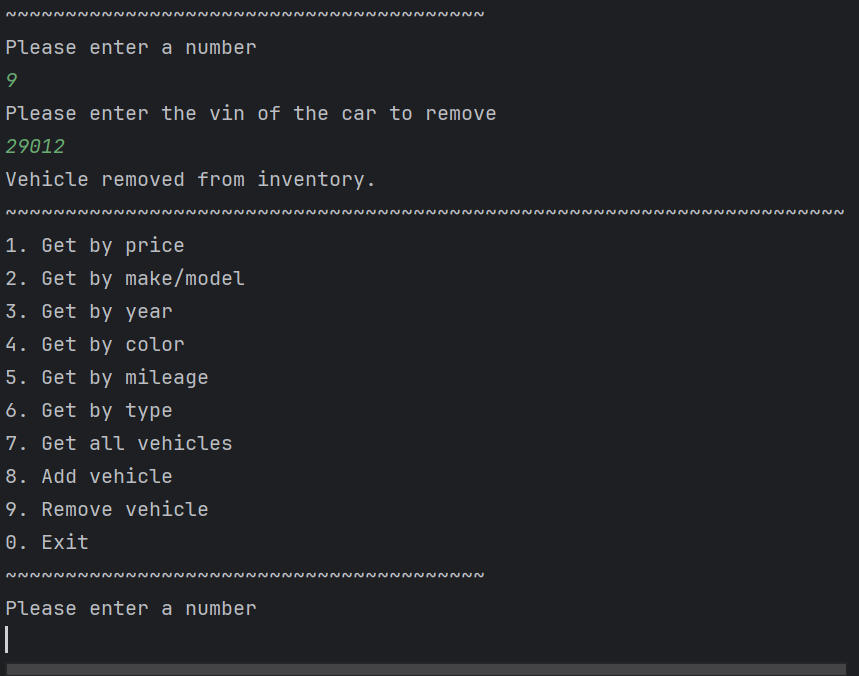 ~~~~~~~~~~~~~~~~~~~~~~~~~~~~~~~~~~~~~~~~
Please enter a number
9
Please enter the vin of the car to remove
29012
Vehicle removed from inventory.
~~~~~~~~~~~~~~~~~~~~~~~~~~~~~~~~~~~~~~~~~~~~~~~~~~~~~~~~~~~~~~~~~~~~~~
1. Get by price
2. Get by make/model
3. Get by year
4. Get by color
5. Get by mileage
6. Get by type
7. Get all vehicles
8. Add vehicle
9. Remove vehicle
0. Exit
~~~~~~~~~~~~~~~~~~~~~~~~~~~~~~~~~~~~~~~~
Please enter a number